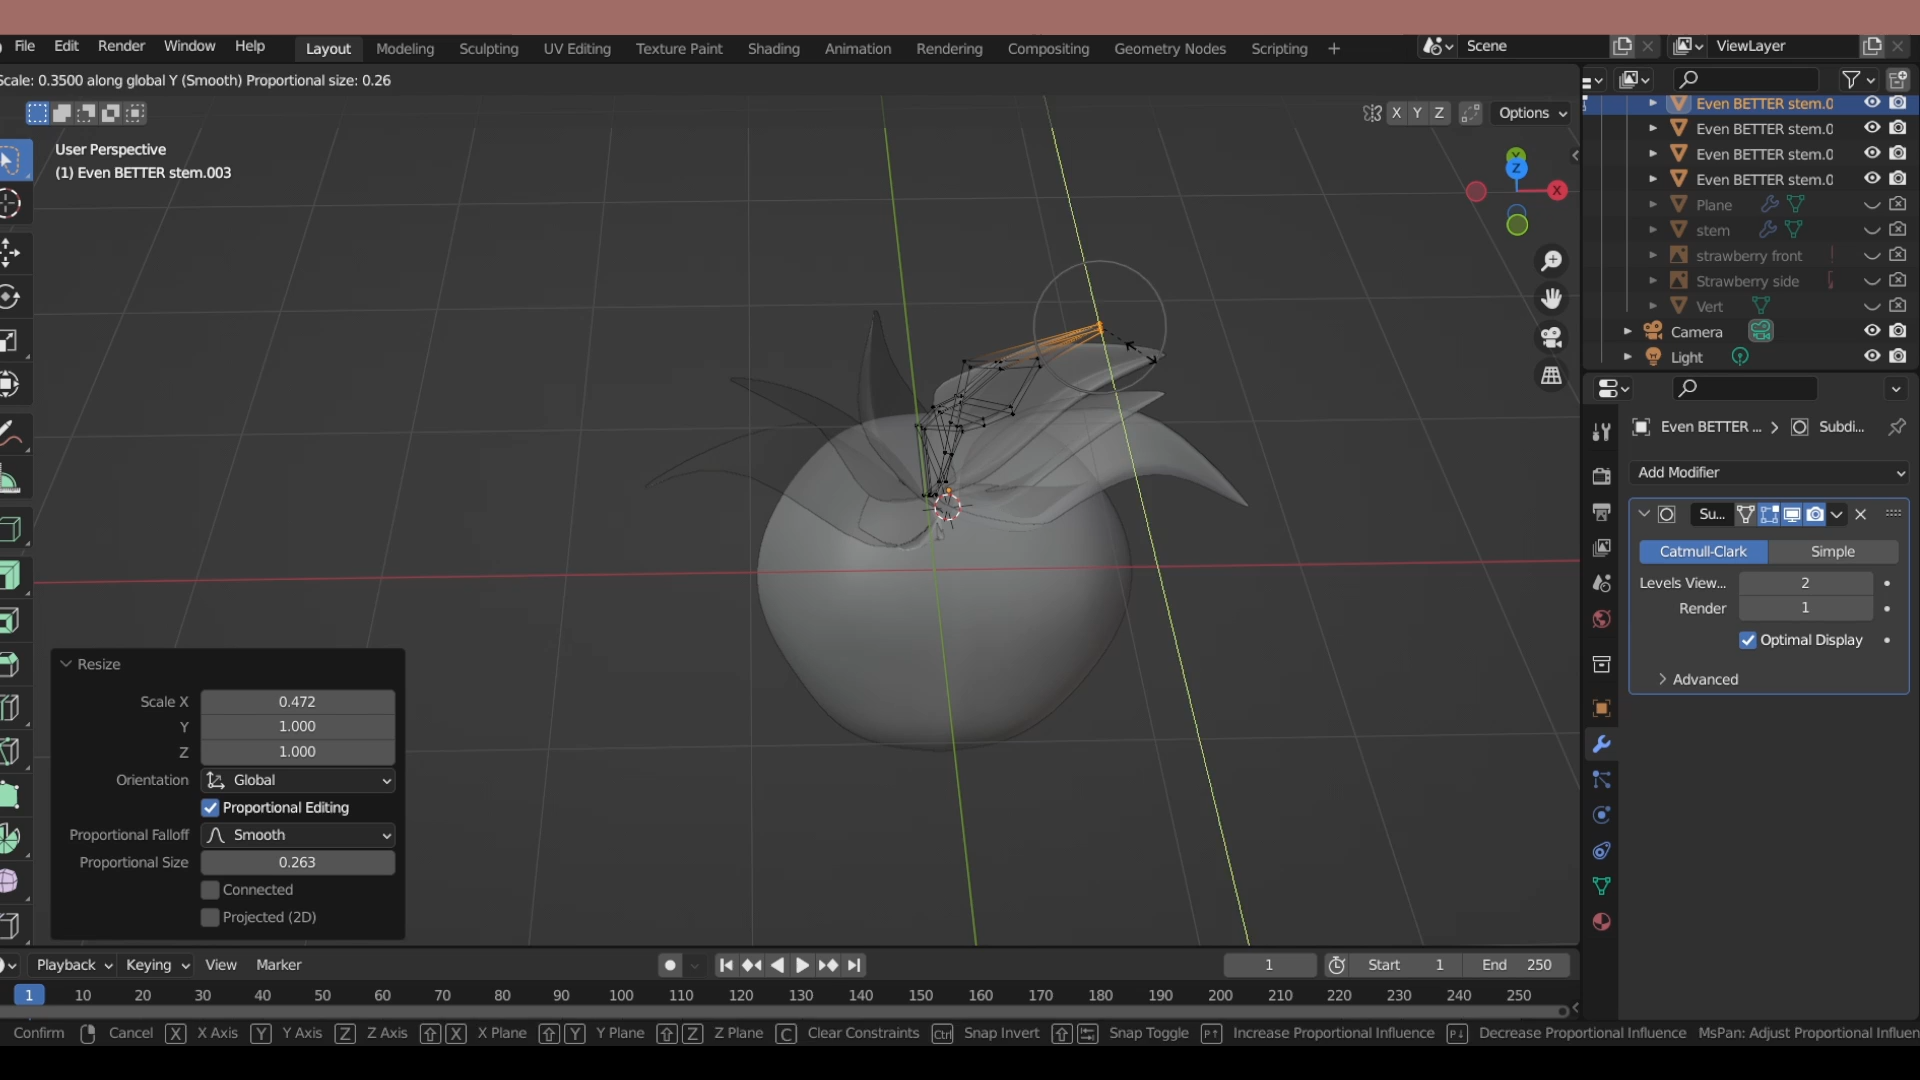 File Edit Render Window Help Layout Modeling Sculpting UV Editing Texture Paint Shading Animation Rendering Compositing Geometry Nodes Scripting + Scene ViewLayer
Scale: 0.3500 along global Y (Smooth) Proportional size: 0.26
X Y Z Options
User Perspective
(1) Even BETTER stem.003
Y
Z
X
Even BETTER stem.0
Even BETTER stem.0
Even BETTER stem.0
Even BETTER stem.0
Plane
stem
strawberry front
Strawberry side
Vert
Camera
Light
Even BETTER ... > Subdi...
Add Modifier
Su...
Catmull-Clark Simple
Levels View... 2
Render 1
Optimal Display
Advanced
Resize
Scale X 0.472
Y 1.000
Z 1.000
Orientation Global
Proportional Editing
Proportional Falloff Smooth
Proportional Size 0.263
Connected
Projected (2D)
Playback Keying View Marker 1 Start 1 End 250
1 10 20 30 40 50 60 70 80 90 100 110 120 130 140 150 160 170 180 190 200 210 220 230 240 250
Confirm Cancel X X Axis Y Y Axis Z Z Axis X X Plane Y Y Plane Z Z Plane C Clear Constraints Ctrl Snap Invert Snap Toggle P↑ Increase Proportional Influence P↓ Decrease Proportional Influence MsPan: Adjust Proportional Influen